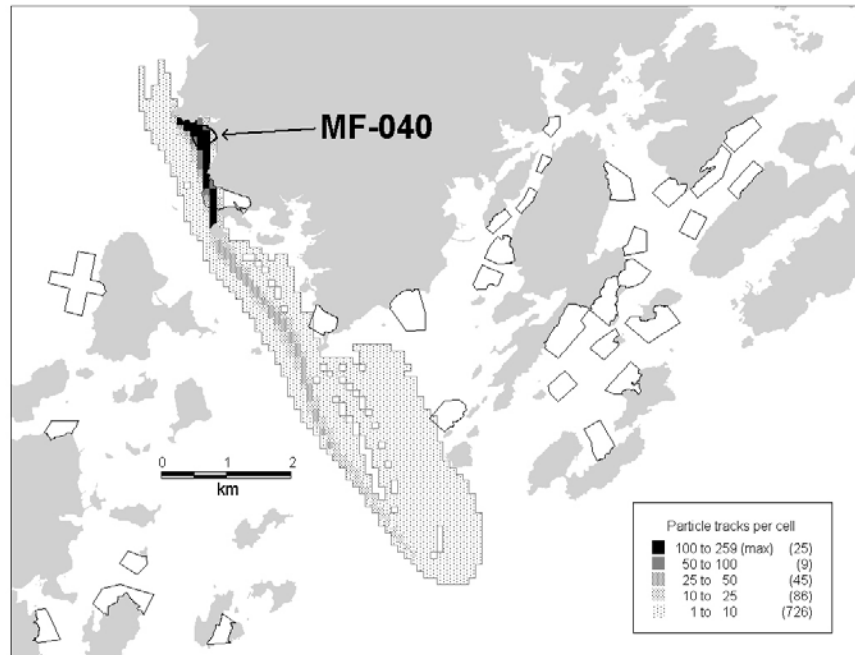 MF-040
0 1 2
km
Particle tracks per cell
100 to 259 (max) (25)
50 to 100 (9)
25 to 50 (45)
10 to 25 (86)
1 to 10 (726)